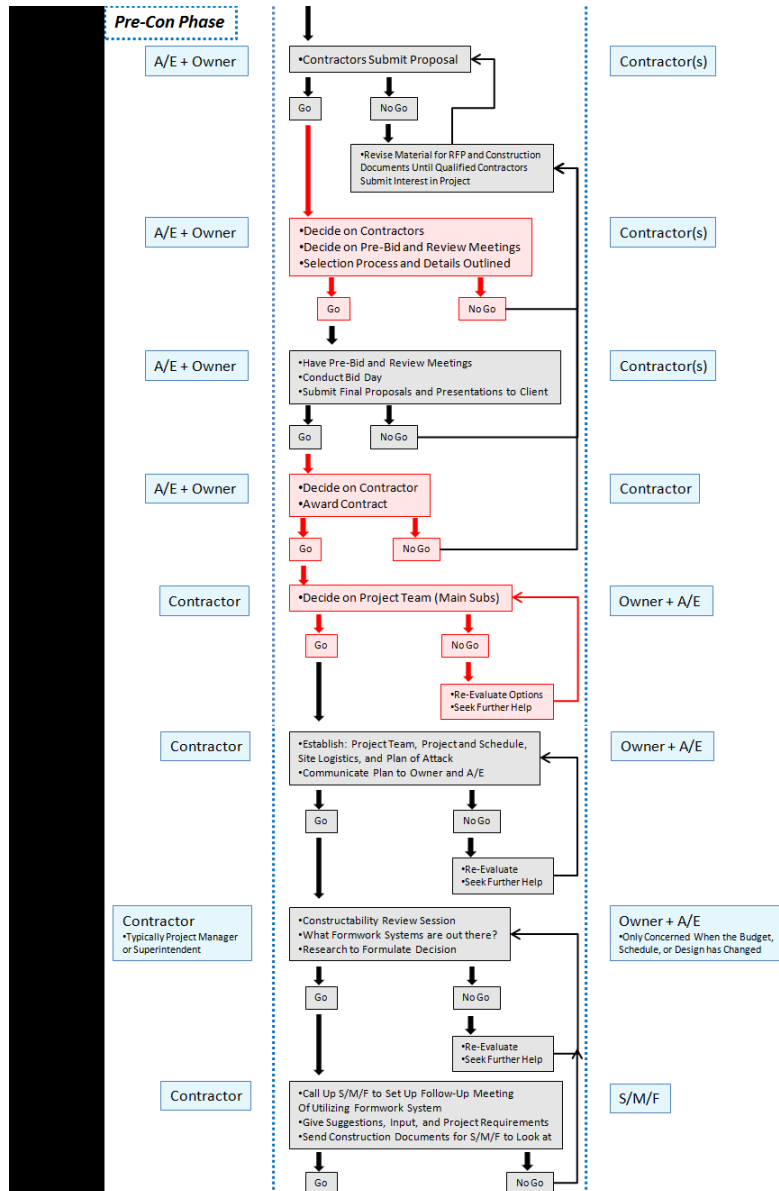 Pre-Con Phase
A/E + Owner
•Contractors Submit Proposal
Contractor(s)
Go
No Go
•Revise Material for RFP and Construction
Documents Until Qualified Contractors
Submit Interest in Project
A/E + Owner
•Decide on Contractors
•Decide on Pre-Bid and Review Meetings
•Selection Process and Details Outlined
Contractor(s)
Go
No Go
A/E + Owner
•Have Pre-Bid and Review Meetings
•Conduct Bid Day
•Submit Final Proposals and Presentations to Client
Contractor(s)
Go
No Go
A/E + Owner
•Decide on Contractor
•Award Contract
Contractor
Go
No Go
Contractor
•Decide on Project Team (Main Subs)
Owner + A/E
Go
No Go
•Re-Evaluate Options
•Seek Further Help
Contractor
•Establish: Project Team, Project and Schedule,
Site Logistics, and Plan of Attack
•Communicate Plan to Owner and A/E
Owner + A/E
Go
No Go
•Re-Evaluate
•Seek Further Help
Contractor
•Typically Project Manager
or Superintendent
•Constructability Review Session
•What Formwork Systems are out there?
•Research to Formulate Decision
Owner + A/E
•Only Concerned When the Budget,
Schedule, or Design has Changed
Go
No Go
•Re-Evaluate
•Seek Further Help
Contractor
•Call Up S/M/F to Set Up Follow-Up Meeting
Of Utilizing Formwork System
•Give Suggestions, Input, and Project Requirements
•Send Construction Documents for S/M/F to Look at
S/M/F
Go
No Go